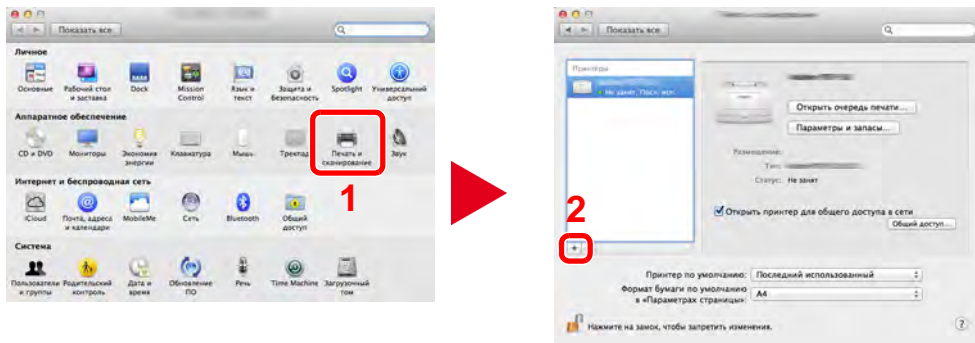 Показать все
Личное
Основные Рабочий стол и заставка Dock Mission Control Язык и текст Защита и безопасность Spotlight Универсальный доступ
Аппаратное обеспечение
CD и DVD Мониторы Экономия энергии Клавиатура Мышь Трекпад Печать и сканирование Звук
1
Интернет и беспроводная сеть
iCloud Почта, адреса и календари MobileMe Сеть Bluetooth Общий доступ
Система
Пользователи и группы Родительский контроль Дата и время Обновление ПО Речь Time Machine Загрузочный том
Показать все
Принтеры
Не занят, Посл. исп.
Открыть очередь печати...
Параметры и запасы...
Размещение:
Тип:
Статус: Не занят
2
Открыть принтер для общего доступа в сети
Общий доступ...
+
Принтер по умолчанию: Последний использованный
Формат бумаги по умолчанию
в «Параметрах страницы»: A4
Нажмите на замок, чтобы запретить изменения.
?